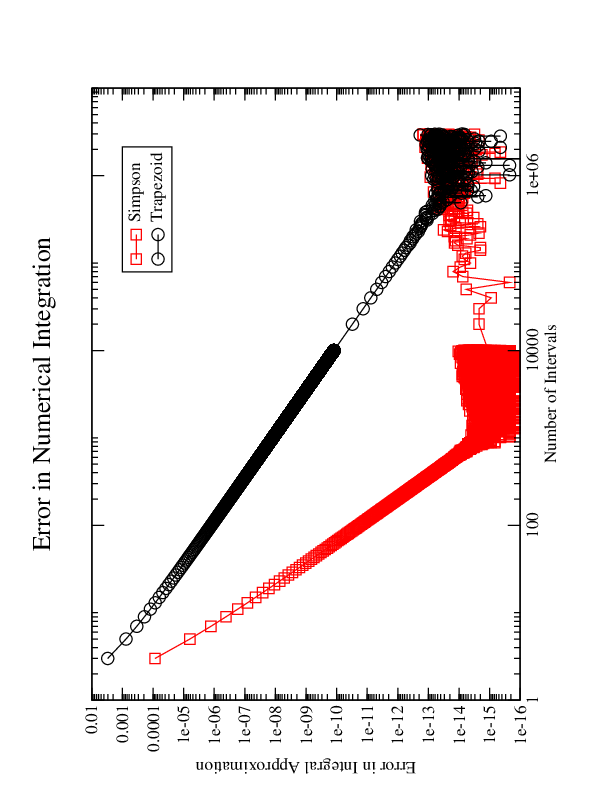 Error in Numerical Integration
Simpson
Trapezoid
0.01
0.001
0.0001
1e-05
1e-06
1e-07
1e-08
1e-09
1e-10
1e-11
1e-12
1e-13
1e-14
1e-15
1e-16
Error in Integral Approximation
1
100
10000
1e+06
Number of Intervals